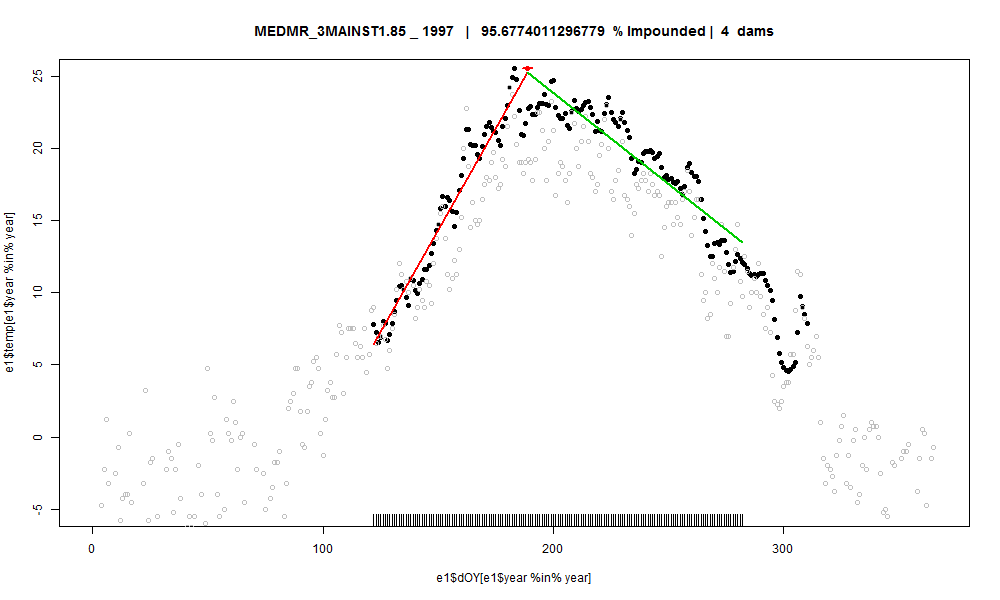 MEDMR_3MAINST1.85 _ 1997 | 95.6774011296779 % Impounded | 4 dams
e1$temp[e1$year %in% year]
25
20
15
10
5
0
-5
0 100 200 300
e1$dOY[e1$year %in% year]